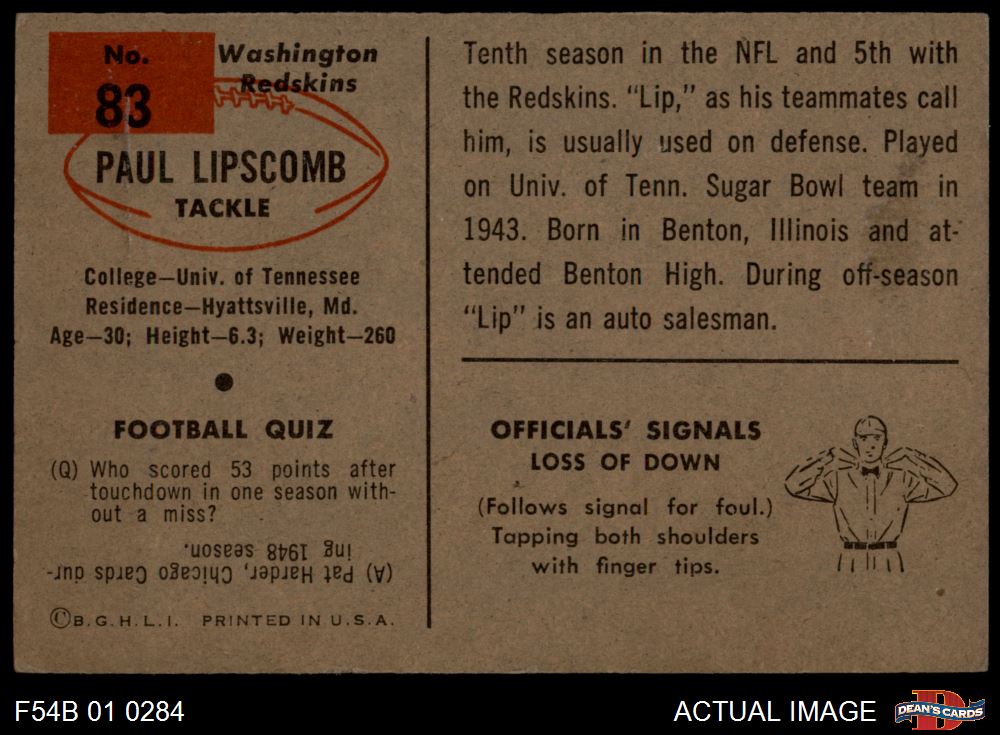 No.
83
Washington
Redskins
PAUL LIPSCOMB
TACKLE
College—Univ. of Tennessee
Residence—Hyattsville, Md.
Age—30; Height—6.3; Weight—260
FOOTBALL QUIZ
(Q) Who scored 53 points after
touchdown in one season with-
out a miss?
(A) Pat Harder, Chicago Cards dur-
ing 1948 season.
©B.G.H.L.I. PRINTED IN U.S.A.
Tenth season in the NFL and 5th with
the Redskins. “Lip,” as his teammates call
him, is usually used on defense. Played
on Univ. of Tenn. Sugar Bowl team in
1943. Born in Benton, Illinois and at-
tended Benton High. During off-season
“Lip” is an auto salesman.
OFFICIALS' SIGNALS
LOSS OF DOWN
(Follows signal for foul.)
Tapping both shoulders
with finger tips.
F54B 01 0284
ACTUAL IMAGE
D
DEAN'S CARDS